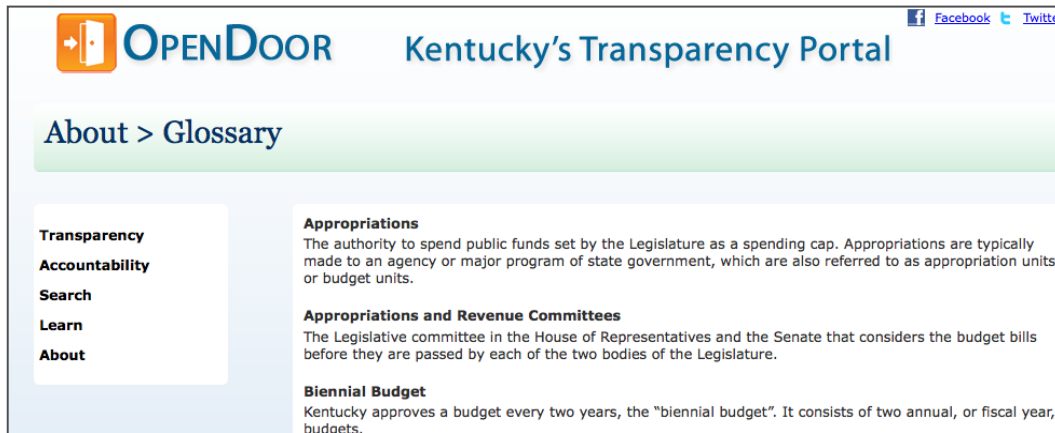 Facebook Twitte
OPENDOOR Kentucky's Transparency Portal
About > Glossary
Transparency
Accountability
Search
Learn
About
Appropriations
The authority to spend public funds set by the Legislature as a spending cap. Appropriations are typically
made to an agency or major program of state government, which are also referred to as appropriation units
or budget units.
Appropriations and Revenue Committees
The Legislative committee in the House of Representatives and the Senate that considers the budget bills
before they are passed by each of the two bodies of the Legislature.
Biennial Budget
Kentucky approves a budget every two years, the “biennial budget”. It consists of two annual, or fiscal year,
budgets.